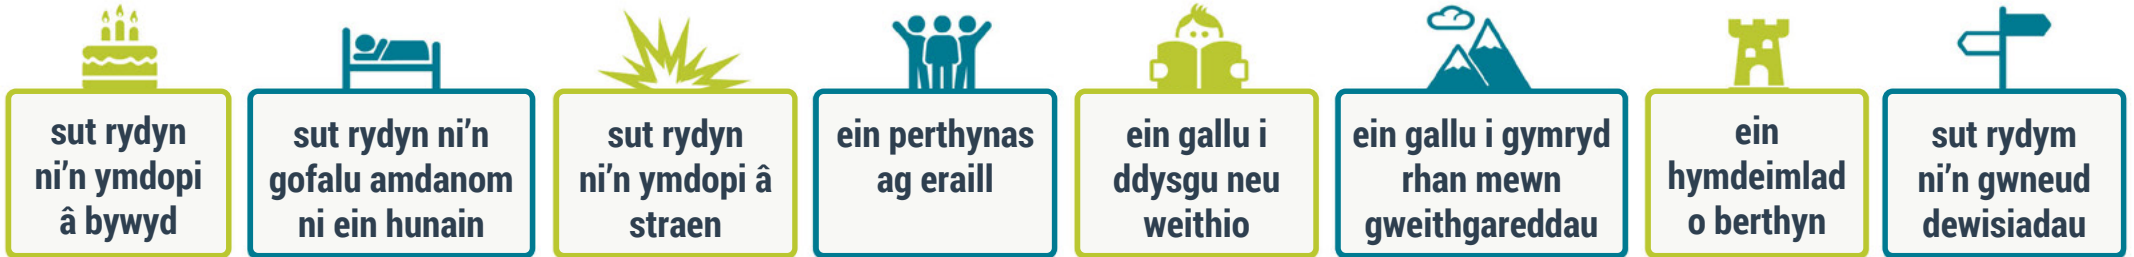 sut rydyn
ni'n ymdopi
â bywyd
sut rydyn ni'n
gofalu amdanom
ni ein hunain
sut rydyn
ni'n ymdopi â
straen
ein perthynas
ag eraill
ein gallu i
ddysgu neu
weithio
ein gallu i gymryd
rhan mewn
gweithgareddau
ein
hymdeimlad
o berthyn
sut rydym
ni'n gwneud
dewisiadau